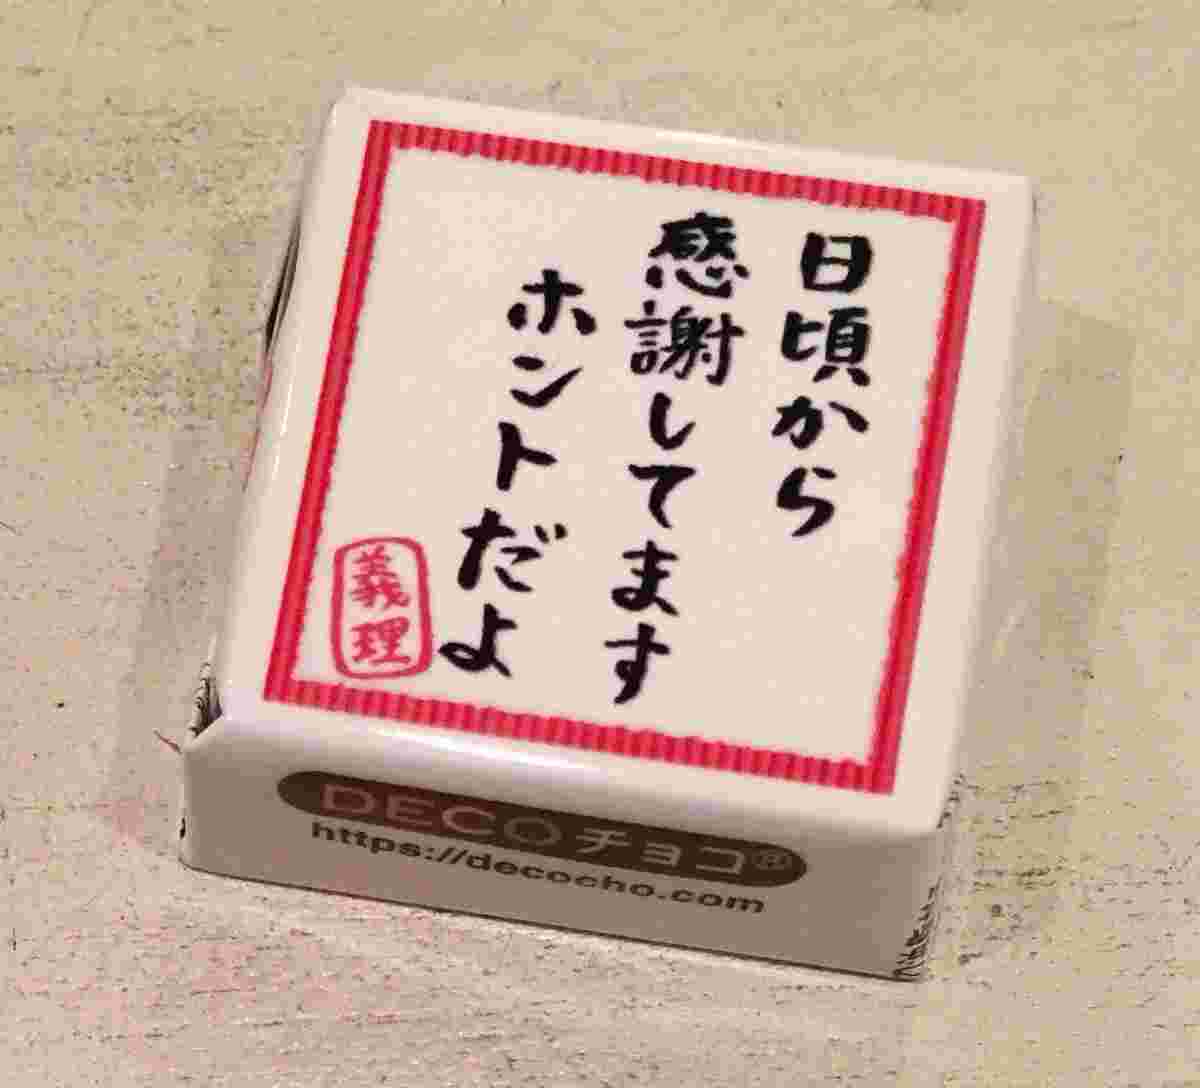 日頃から
感謝してます
ホントだよ
義理
DECOチョコ®
https://decocho.com